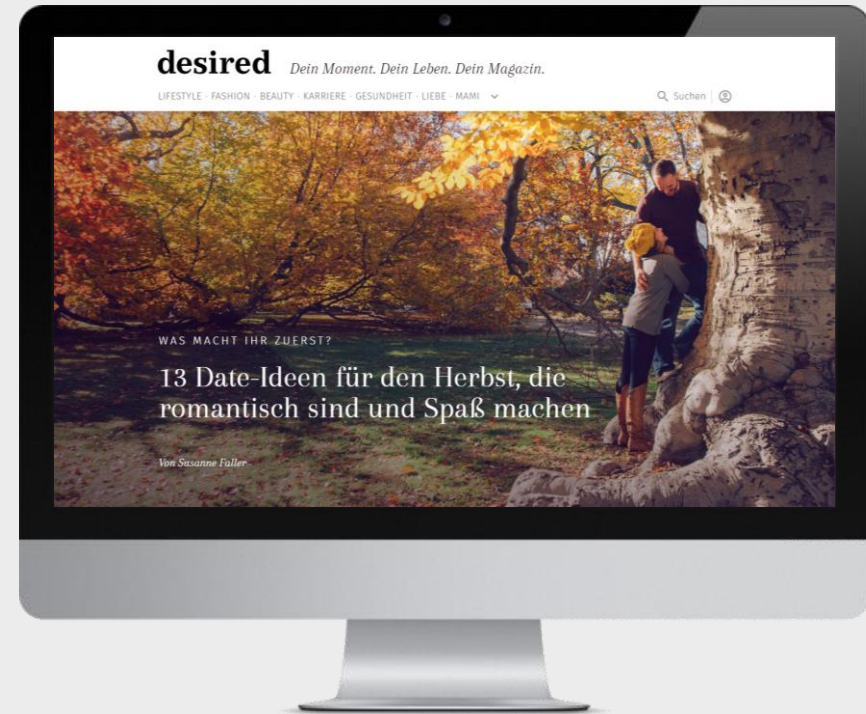 desired Dein Moment. Dein Leben. Dein Magazin.
LIFESTYLE · FASHION · BEAUTY · KARRIERE · GESUNDHEIT · LIEBE · MAMI
Suchen
WAS MACHT IHR ZUERST?
13 Date-Ideen für den Herbst, die
romantisch sind und Spaß machen
Von Susanne Faller